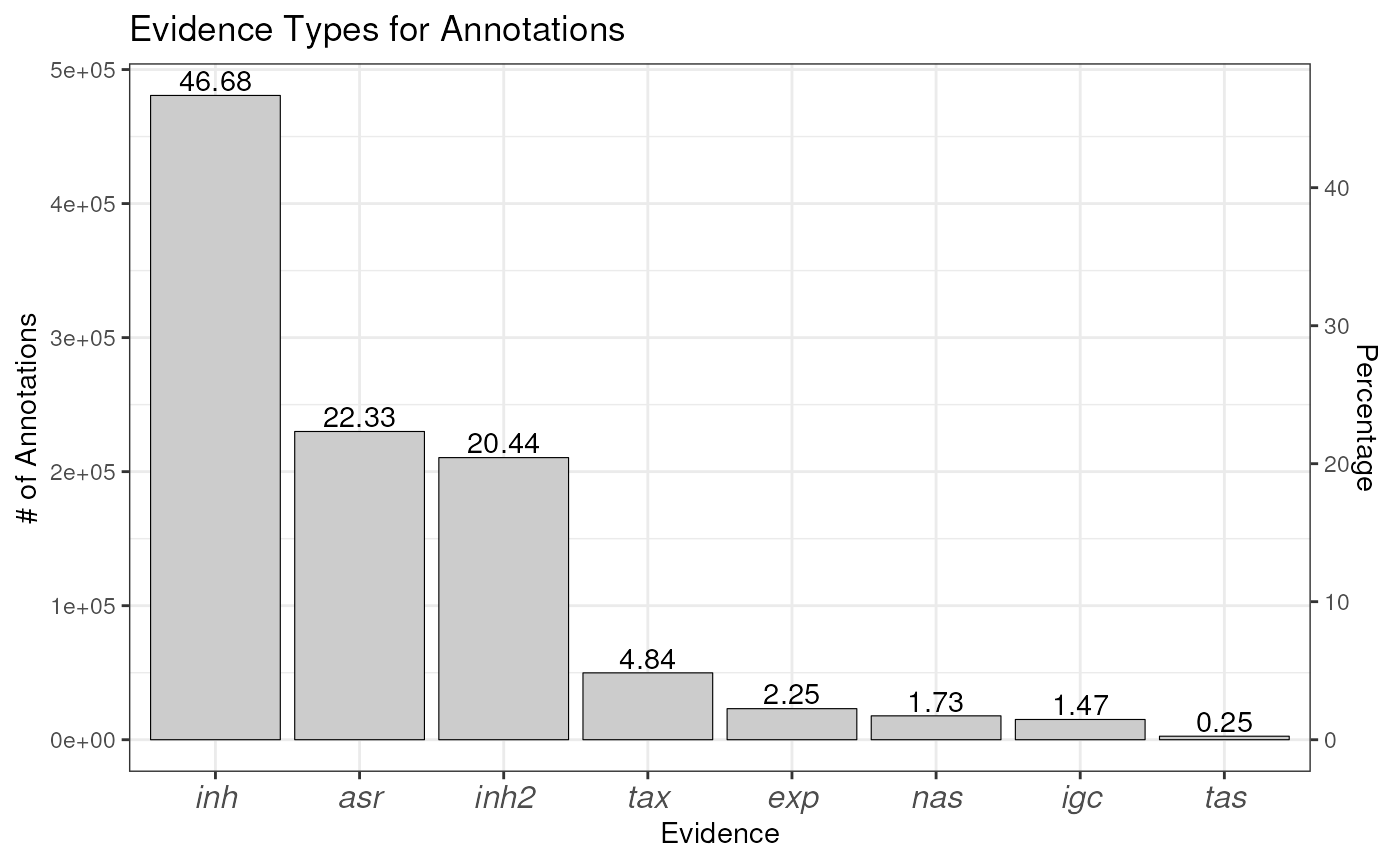 Evidence Types for Annotations
5e+05
4e+05
3e+05
2e+05
1e+05
0e+00
# of Annotations
46.68
22.33
20.44
4.84
2.25
1.73
1.47
0.25
40
30
20
10
0
Percentage
inh asr inh2 tax exp nas igc tas
Evidence